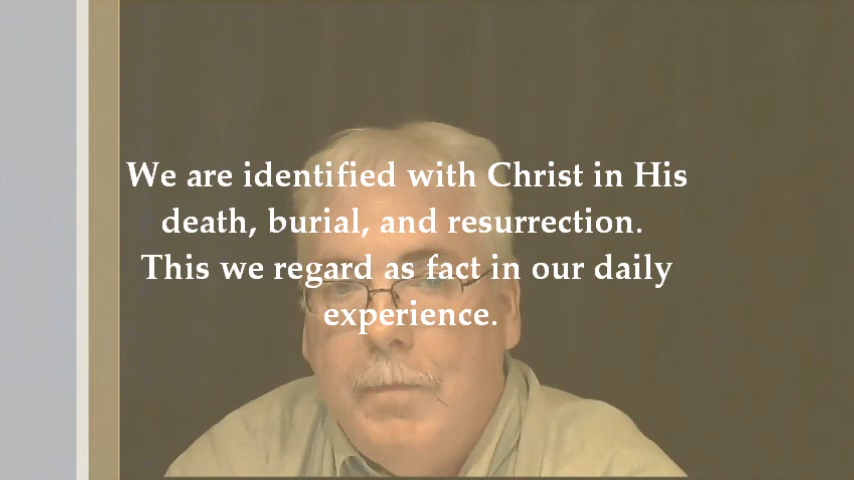 We are identified with Christ in His
death, burial, and resurrection.
This we regard as fact in our daily
experience.